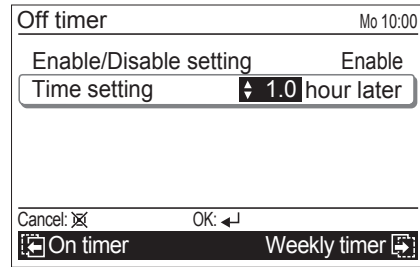 Off timer Mo 10:00
Enable/Disable setting Enable
Time setting 1.0 hour later
Cancel: OK:
On timer Weekly timer